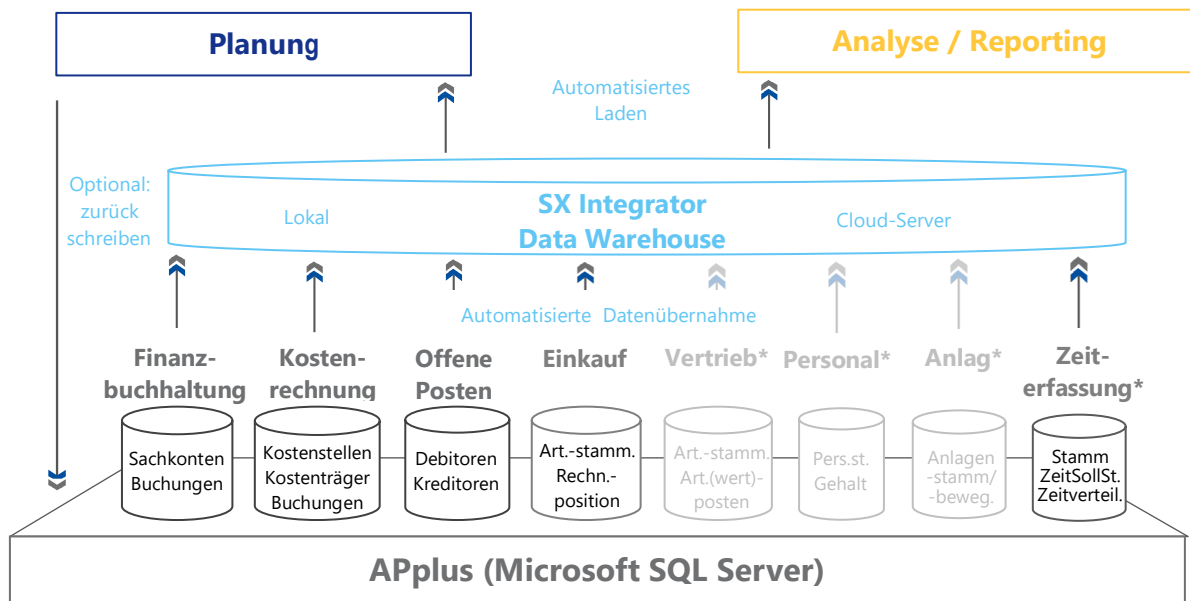 Planung
Analyse / Reporting
Automatisiertes
Laden
Optional:
zurück
schreiben
Lokal
SX Integrator
Data Warehouse
Cloud-Server
Automatisierte Datenübernahme
Finanz-
buchhaltung
Kosten-
rechnung
Offene
Posten
Einkauf
Vertrieb*
Personal*
Anlag*
Zeit-
erfassung*
Sachkonten
Buchungen
Kostenstellen
Kostenträger
Buchungen
Debitoren
Kreditoren
Art.-stamm.
Rechn.-
position
Art.-stamm.
Art.(wert)-
posten
Pers.st.
Gehalt
Anlagen
-stamm/
-beweg.
Stamm
ZeitSollSt.
Zeitverteil.
APplus (Microsoft SQL Server)